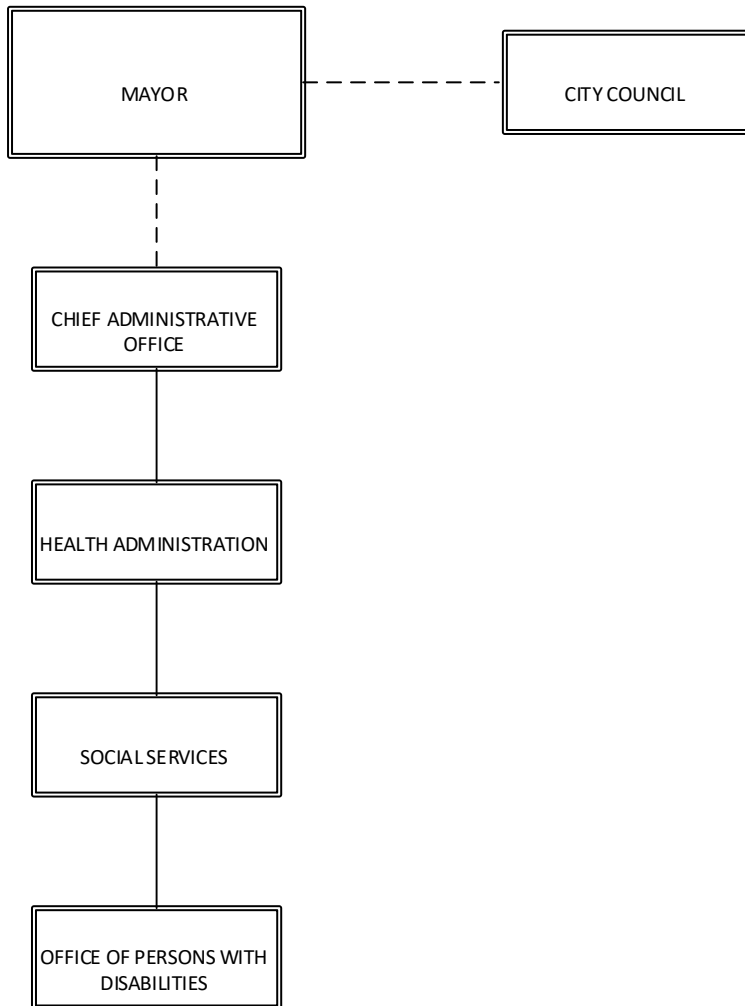 MAYOR
CITY COUNCIL
CHIEF ADMINISTRATIVE
OFFICE
HEALTH ADMINISTRATION
SOCIAL SERVICES
OFFICE OF PERSONS WITH
DISABILITIES